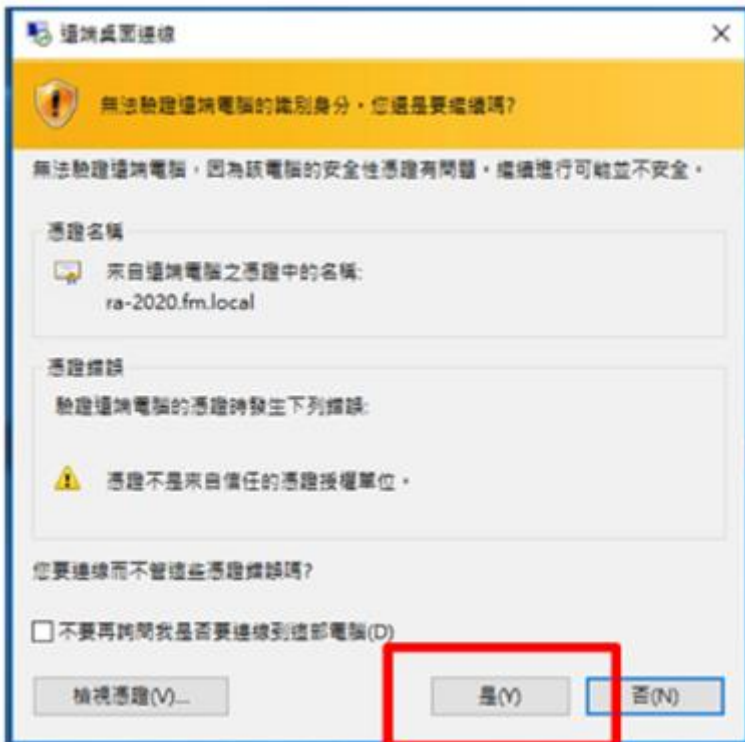 遠端桌面連線
無法驗證遠端電腦的識別身分。您還是要繼續嗎?
無法驗證遠端電腦，因為該電腦的安全性憑證有問題。繼續進行可能並不安全。
憑證名稱
來自遠端電腦之憑證中的名稱:
ra-2020.fm.local
憑證錯誤
驗證遠端電腦的憑證時發生下列錯誤:
憑證不是來自信任的憑證授權單位。
您要連線而不管這些憑證錯誤嗎?
不要再詢問我是否要連線到這部電腦(D)
檢視憑證(V)... 是(Y) 否(N)